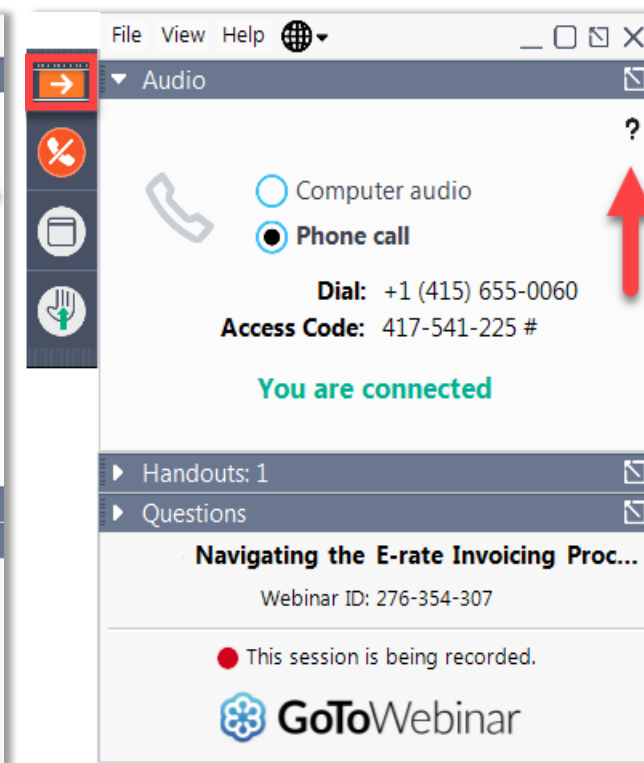 File View Help
Audio
?
Computer audio
Phone call
Dial: +1 (415) 655-0060
Access Code: 417-541-225 #
You are connected
Handouts: 1
Questions
Navigating the E-rate Invoicing Proc...
Webinar ID: 276-354-307
This session is being recorded.
GoToWebinar